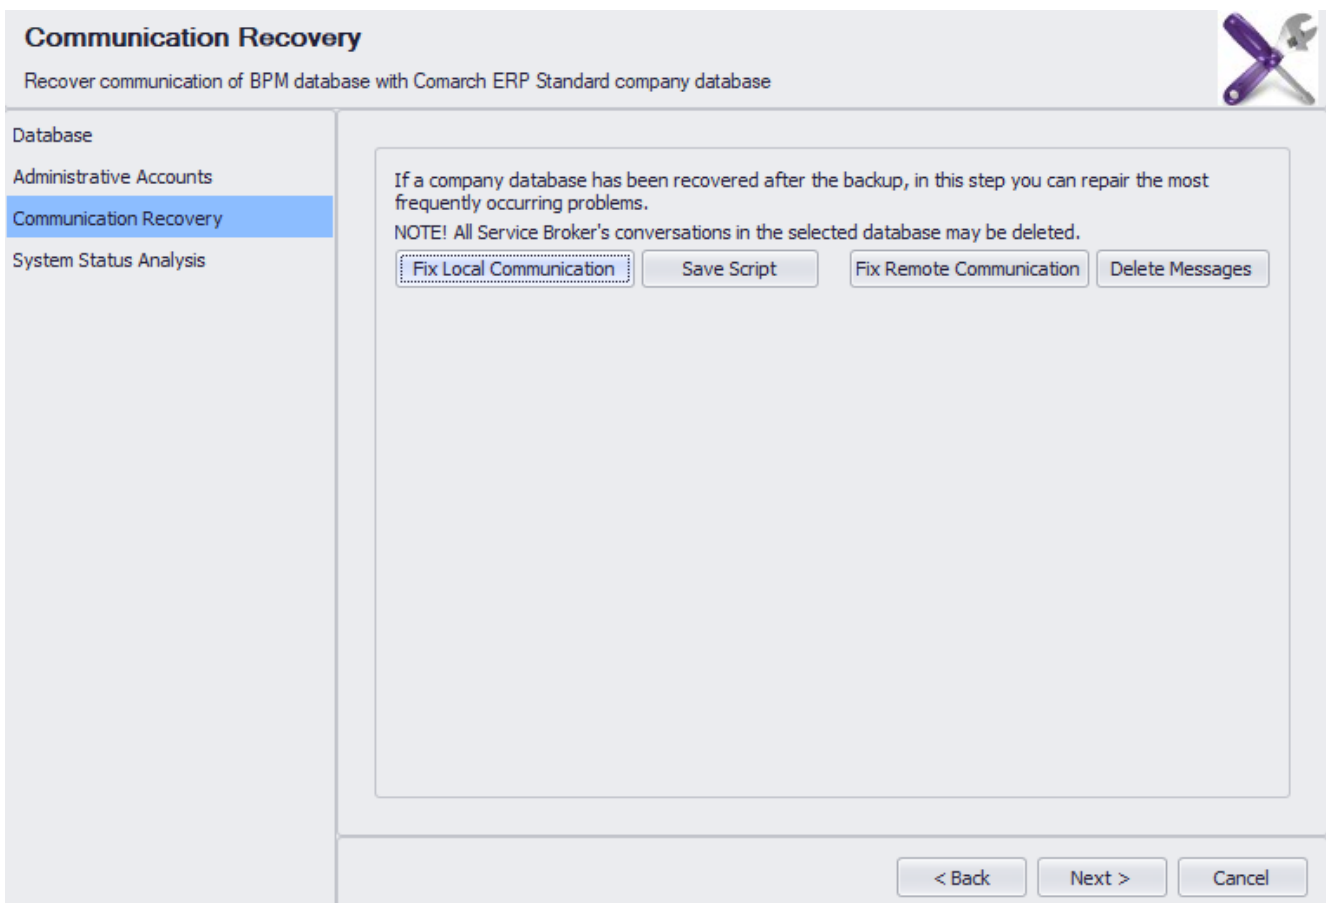 Communication Recovery
Recover communication of BPM database with Comarch ERP Standard company database
Database
Administrative Accounts
Communication Recovery
System Status Analysis
If a company database has been recovered after the backup, in this step you can repair the most
frequently occurring problems.
NOTE! All Service Broker's conversations in the selected database may be deleted.
Fix Local Communication
Save Script
Fix Remote Communication
Delete Messages
< Back
Next >
Cancel